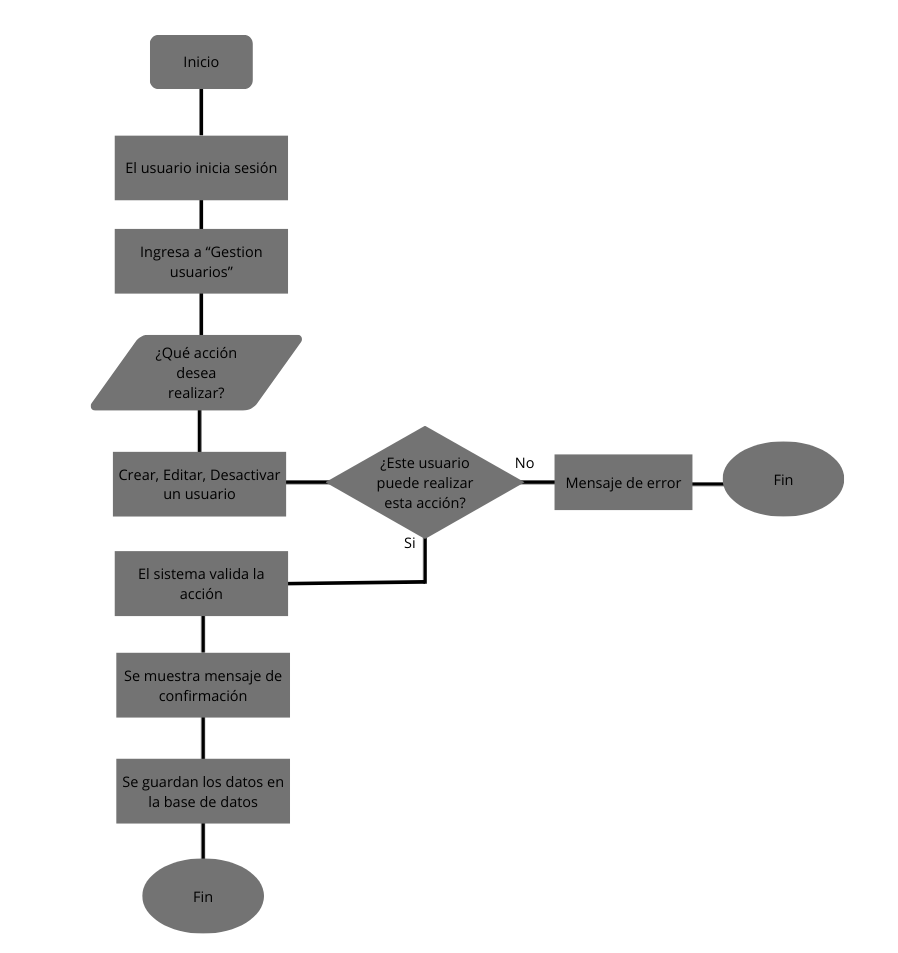 Inicio
El usuario inicia sesión
Ingresa a “Gestion
usuarios”
¿Qué acción
desea
realizar?
Crear, Editar, Desactivar
un usuario
¿Este usuario
puede realizar
esta acción?
No
Mensaje de error
Fin
Si
El sistema valida la
acción
Se muestra mensaje de
confirmación
Se guardan los datos en
la base de datos
Fin